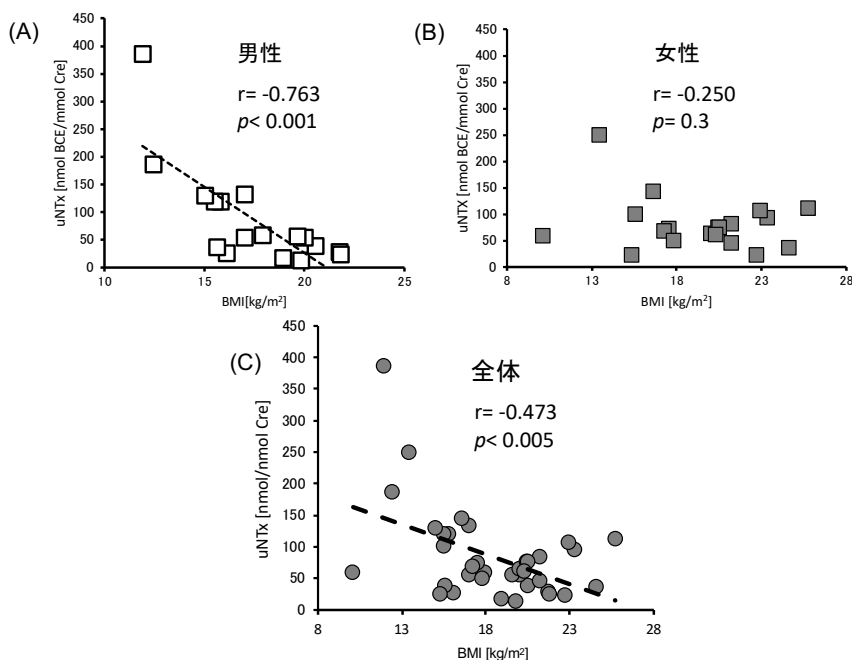 (A)
男性
r= -0.763
p< 0.001
uNTx [nmol BCE/mmol Cre]
450
400
350
300
250
200
150
100
50
0
10
15
20
25
BMI[kg/m²]
(B)
女性
r= -0.250
p= 0.3
uNTX [nmol BCE/mmol Cre]
450
400
350
300
250
200
150
100
50
0
8
13
18
23
28
BMI [kg/m²]
(C)
全体
r= -0.473
p< 0.005
uNTx [nmol/nmol Cre]
450
400
350
300
250
200
150
100
50
0
8
13
18
23
28
BMI [kg/m²]